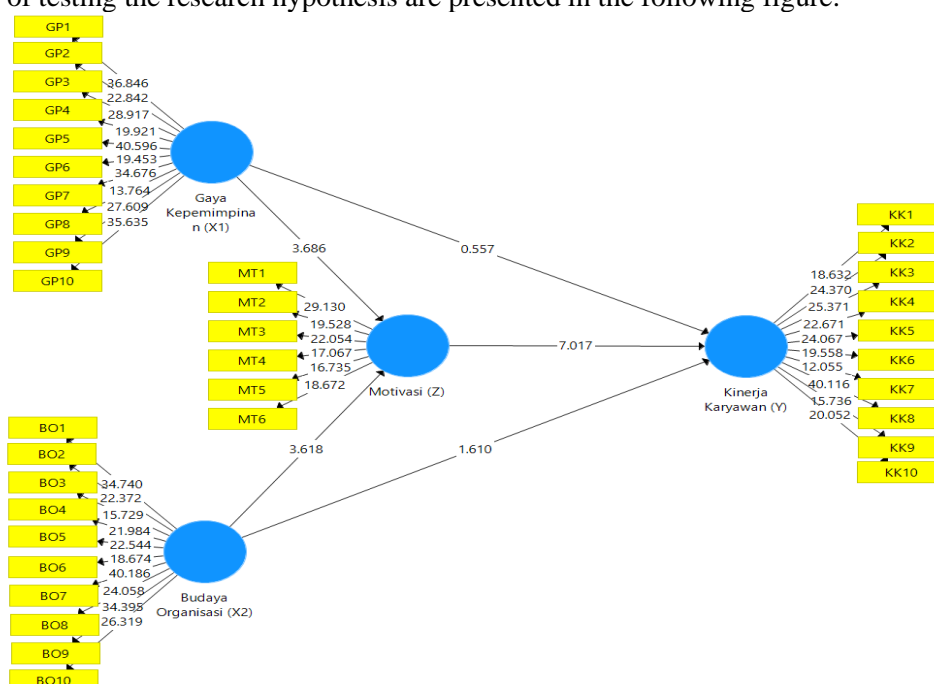 of testing the research hypothesis are presented in the following figure.
GP1
GP2
GP3
GP4
GP5
GP6
GP7
GP8
GP9
GP10
36.846
22.842
28.917
19.921
40.596
19.453
34.676
13.764
27.609
35.635
Gaya
Kepemimpina
n (X1)
3.686
0.557
MT1
MT2
MT3
MT4
MT5
MT6
29.130
19.528
22.054
17.067
16.735
18.672
Motivasi (Z)
7.017
KK1
KK2
KK3
KK4
KK5
KK6
KK7
KK8
KK9
KK10
18.632
24.370
25.371
22.671
24.067
19.558
12.055
40.116
15.736
20.052
Kinerja
Karyawan (Y)
3.618
1.610
BO1
BO2
BO3
BO4
BO5
BO6
BO7
BO8
BO9
BO10
34.740
22.372
15.729
21.984
22.544
18.674
40.186
24.058
34.395
26.319
Budaya
Organisasi (X2)